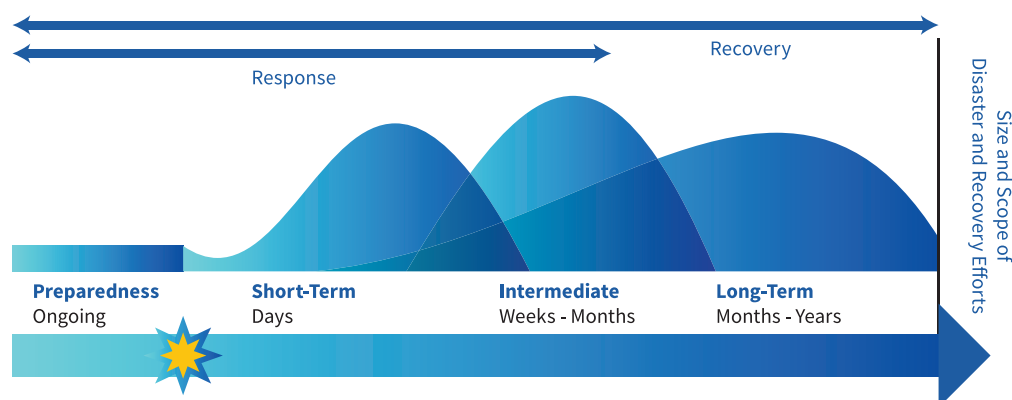 Recovery
Response
Size and Scope of
Disaster and Recovery Efforts
Preparedness
Ongoing
Short-Term
Days
Intermediate
Weeks - Months
Long-Term
Months - Years